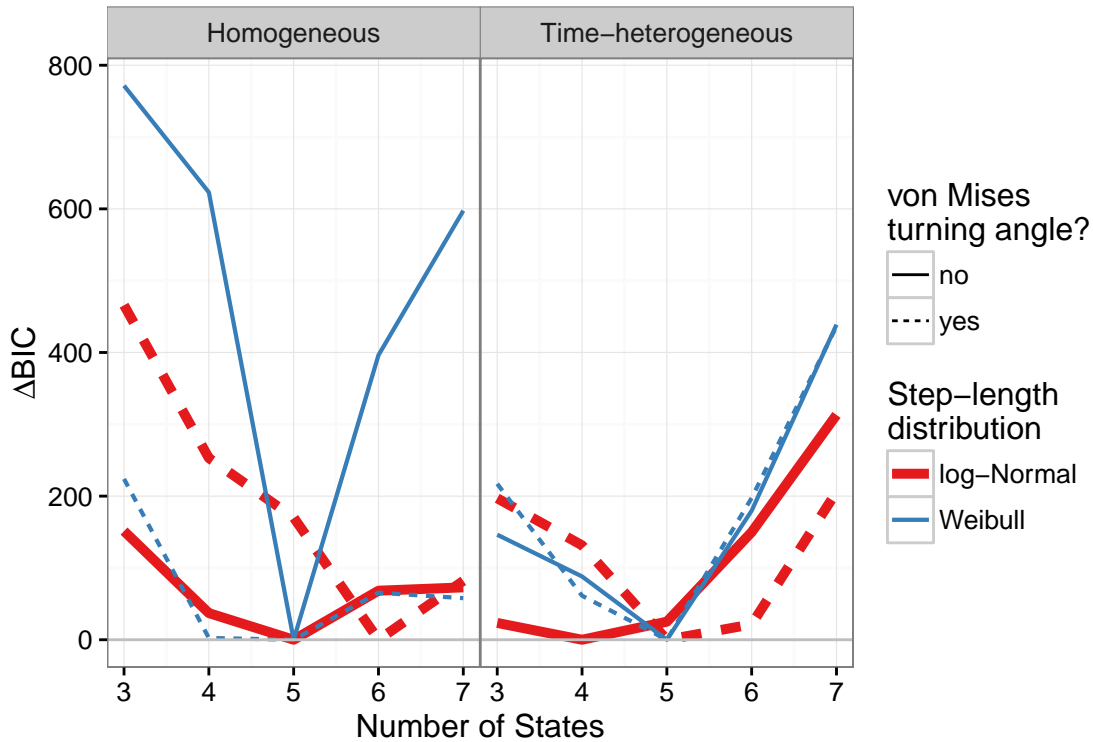 Homogeneous
Time−heterogeneous
800
600
400
200
0
ΔBIC
3 4 5 6 7
3 4 5 6 7
Number of States
von Mises
turning angle?
no
yes
Step−length
distribution
log−Normal
Weibull